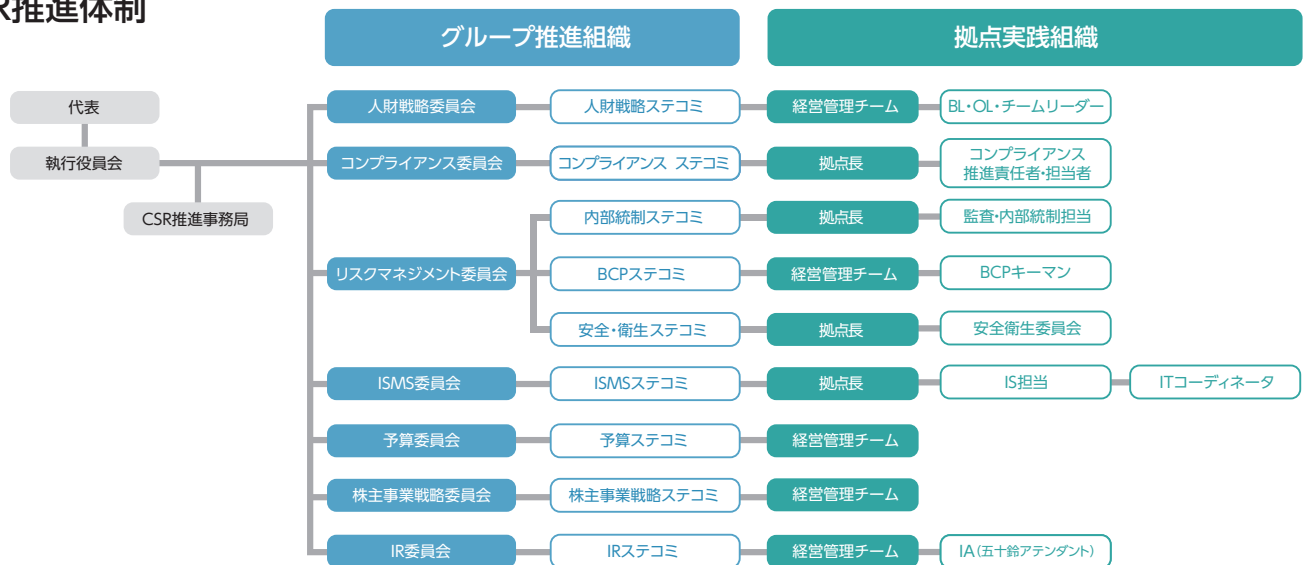 R推進体制
グループ推進組織
拠点実践組織
代表
執行役員会
CSR推進事務局
人財戦略委員会
人財戦略ステコミ
経営管理チーム
BL・OL・チームリーダー
コンプライアンス委員会
コンプライアンス ステコミ
拠点長
コンプライアンス
推進責任者・担当者
内部統制ステコミ
拠点長
監査・内部統制担当
リスクマネジメント委員会
BCPステコミ
経営管理チーム
BCPキーマン
安全・衛生ステコミ
拠点長
安全衛生委員会
ISMS委員会
ISMSステコミ
拠点長
IS担当
ITコーディネータ
予算委員会
予算ステコミ
経営管理チーム
株主事業戦略委員会
株主事業戦略ステコミ
経営管理チーム
IR委員会
IRステコミ
経営管理チーム
IA（五十鈴アテンダント）